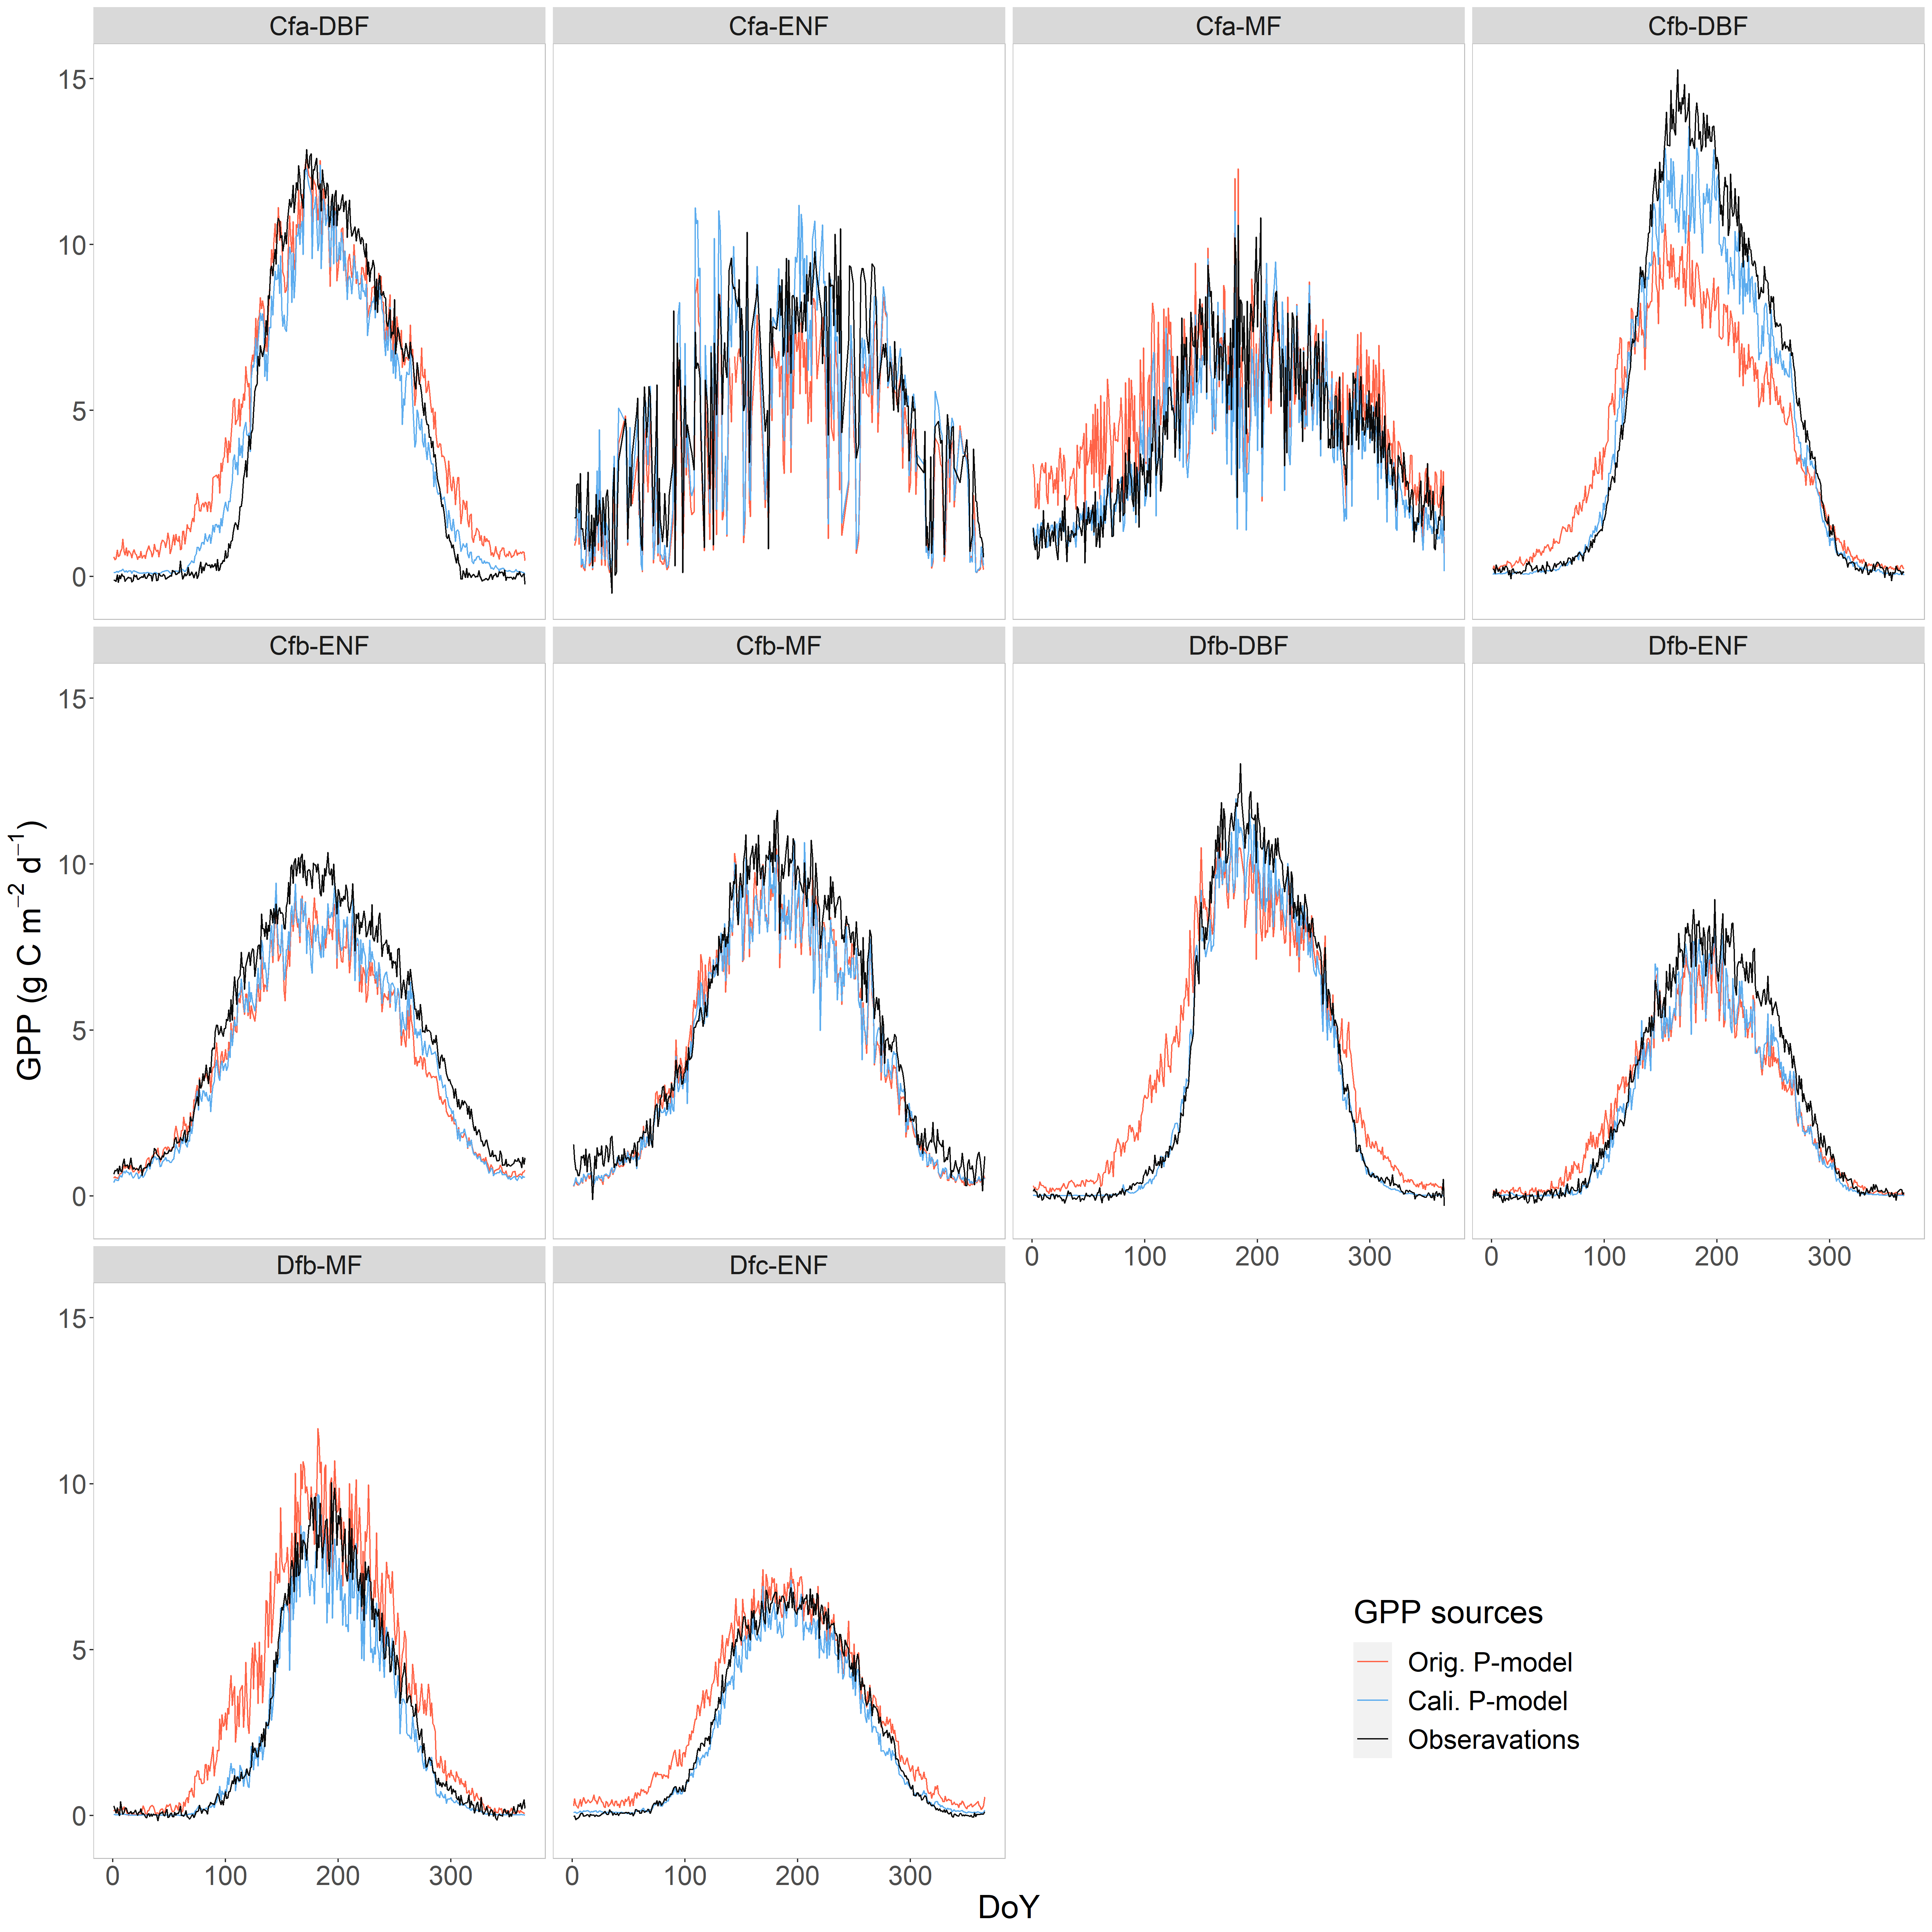 Cfa-DBF Cfa-ENF Cfa-MF Cfb-DBF
15
10
5
0
Cfb-ENF Cfb-MF Dfb-DBF Dfb-ENF
15
10
5
0
0 100 200 300 0 100 200 300
GPP (g C m⁻² d⁻¹)
Dfb-MF Dfc-ENF
15
10
5
0
0 100 200 300 0 100 200 300
DoY
GPP sources
Orig. P-model
Cali. P-model
Obseravations